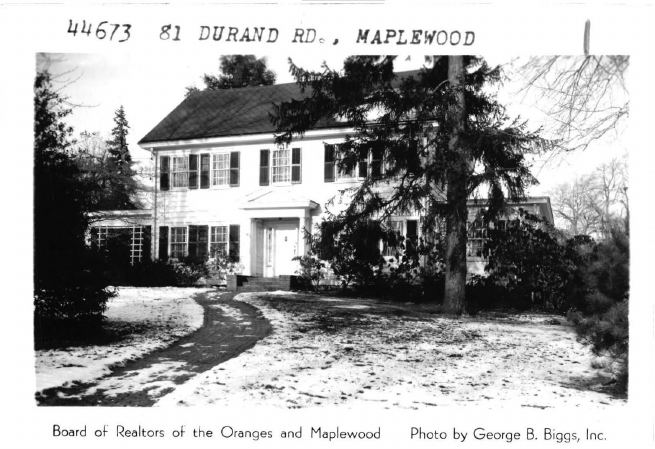 44673 81 DURAND RD., MAPLEWOOD
Board of Realtors of the Oranges and Maplewood Photo by George B. Biggs, Inc.